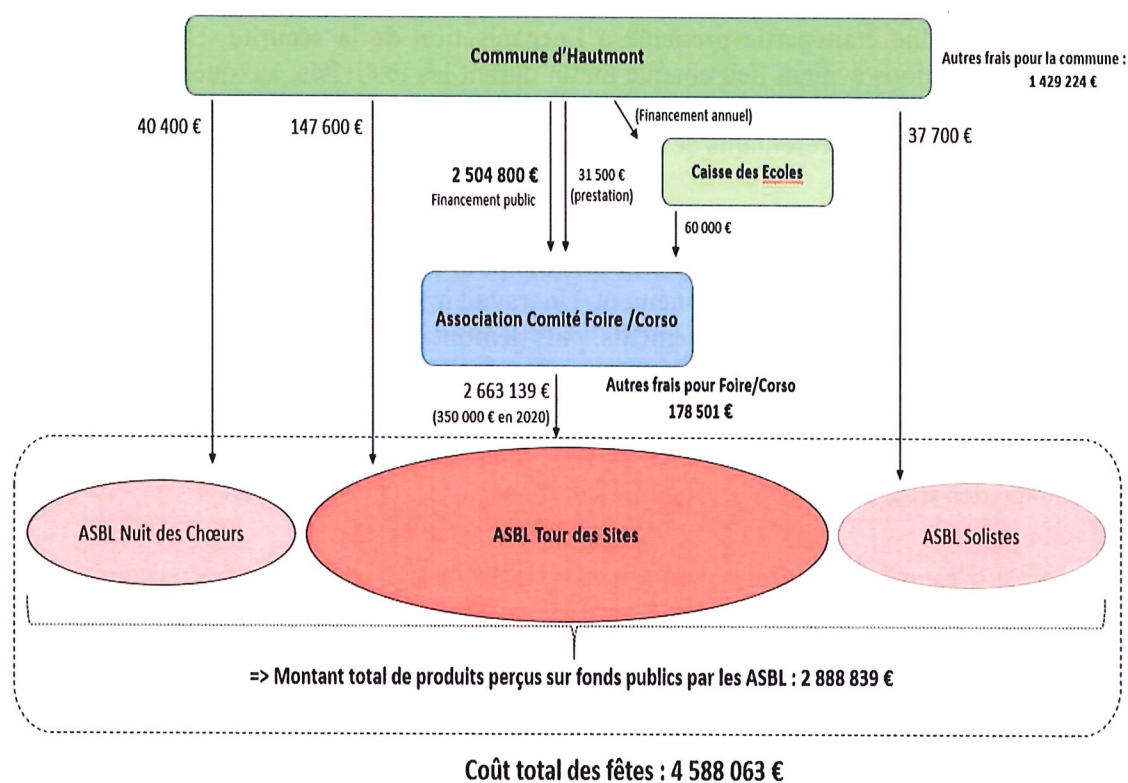 Commune d'Hautmont
Autres frais pour la commune :
1 429 224 €
40 400 €
147 600 €
(Financement annuel)
37 700 €
2 504 800 €
Financement public
31 500 €
(prestation)
Caisse des Ecoles
60 000 €
Association Comité Foire /Corso
2 663 139 €
(350 000 € en 2020)
Autres frais pour Foire/Corso
178 501 €
ASBL Nuit des Chœurs
ASBL Tour des Sites
ASBL Solistes
=> Montant total de produits perçus sur fonds publics par les ASBL : 2 888 839 €
Coût total des fêtes : 4 588 063 €